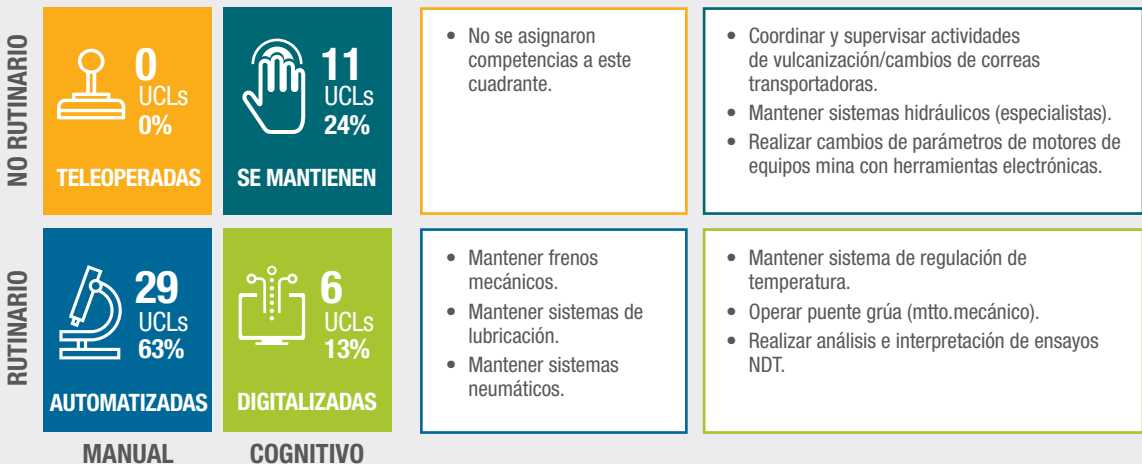 NO RUTINARIO
0
UCLs
0%
TELEOPERADAS
11
UCLs
24%
SE MANTIENEN
• No se asignaron
competencias a este
cuadrante.
• Coordinar y supervisar actividades
de vulcanización/cambios de correas
transportadoras.
• Mantener sistemas hidráulicos (especialistas).
• Realizar cambios de parámetros de motores de
equipos mina con herramientas electrónicas.
RUTINARIO
29
UCLs
63%
AUTOMATIZADAS
6
UCLs
13%
DIGITALIZADAS
• Mantener frenos
mecánicos.
• Mantener sistemas de
lubricación.
• Mantener sistemas
neumáticos.
• Mantener sistema de regulación de
temperatura.
• Operar puente grúa (mtto.mecánico).
• Realizar análisis e interpretación de ensayos
NDT.
MANUAL
COGNITIVO